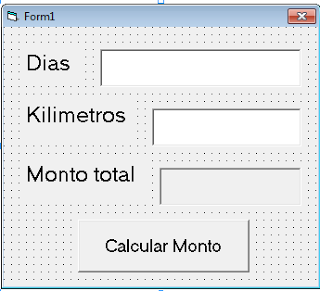 Form1
Dias
Kilimetros
Monto total
Calcular Monto